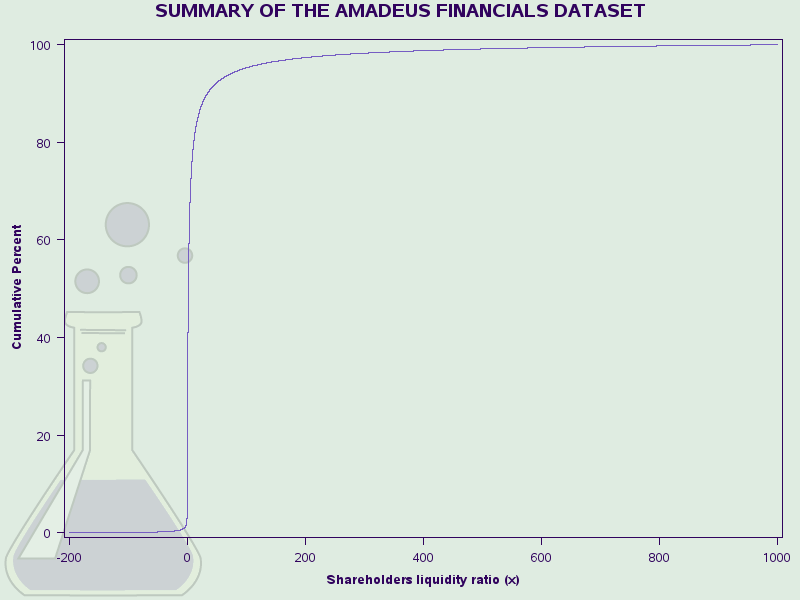 SUMMARY OF THE AMADEUS FINANCIALS DATASET
100
80
60
40
20
0
Cumulative Percent
-200 0 200 400 600 800 1000
Shareholders liquidity ratio (x)